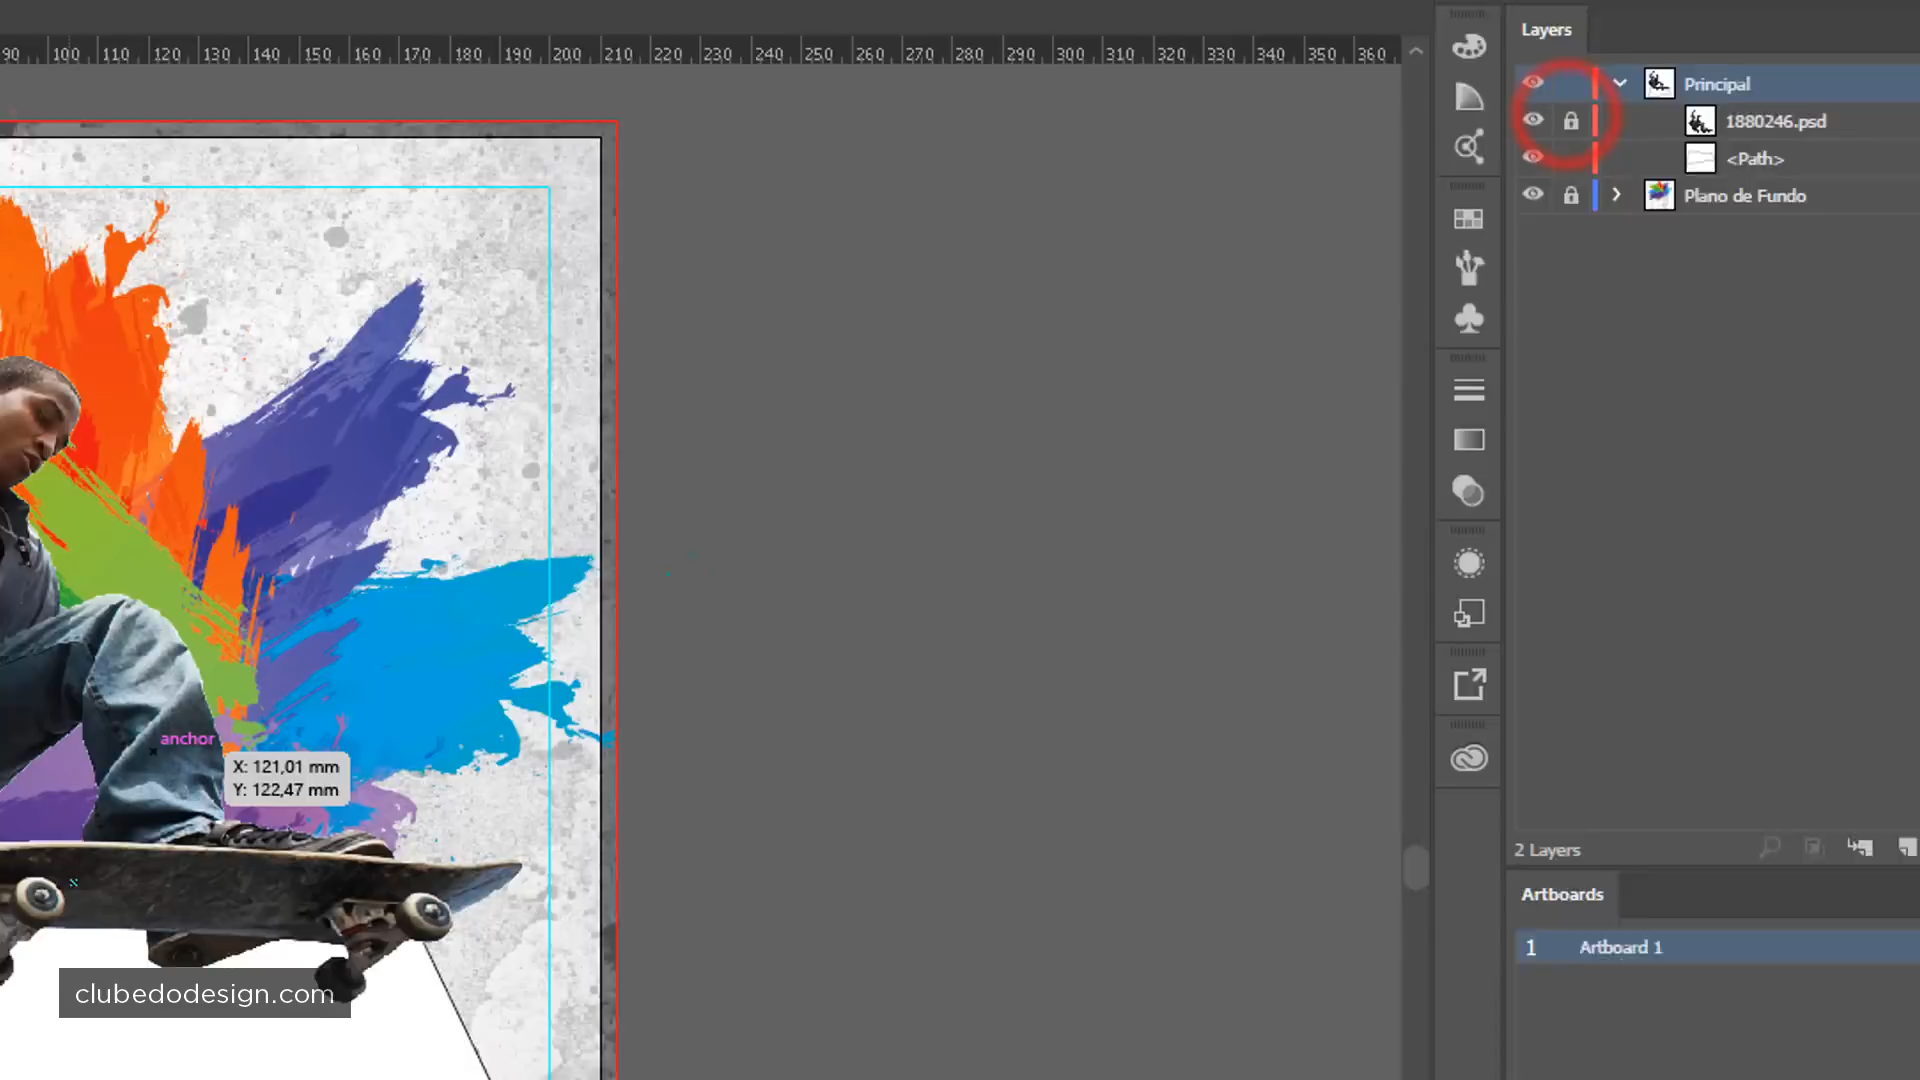 Layers
90 100 110 120 130 140 150 160 170 180 190 200 210 220 230 240 250 260 270 280 290 300 310 320 330 340 350 360
Principal
1880246.psd
<Path>
Plano de Fundo
anchor
X: 121,01 mm
Y: 122,47 mm
2 Layers
Artboards
1 Artboard 1
clubedodesign.com